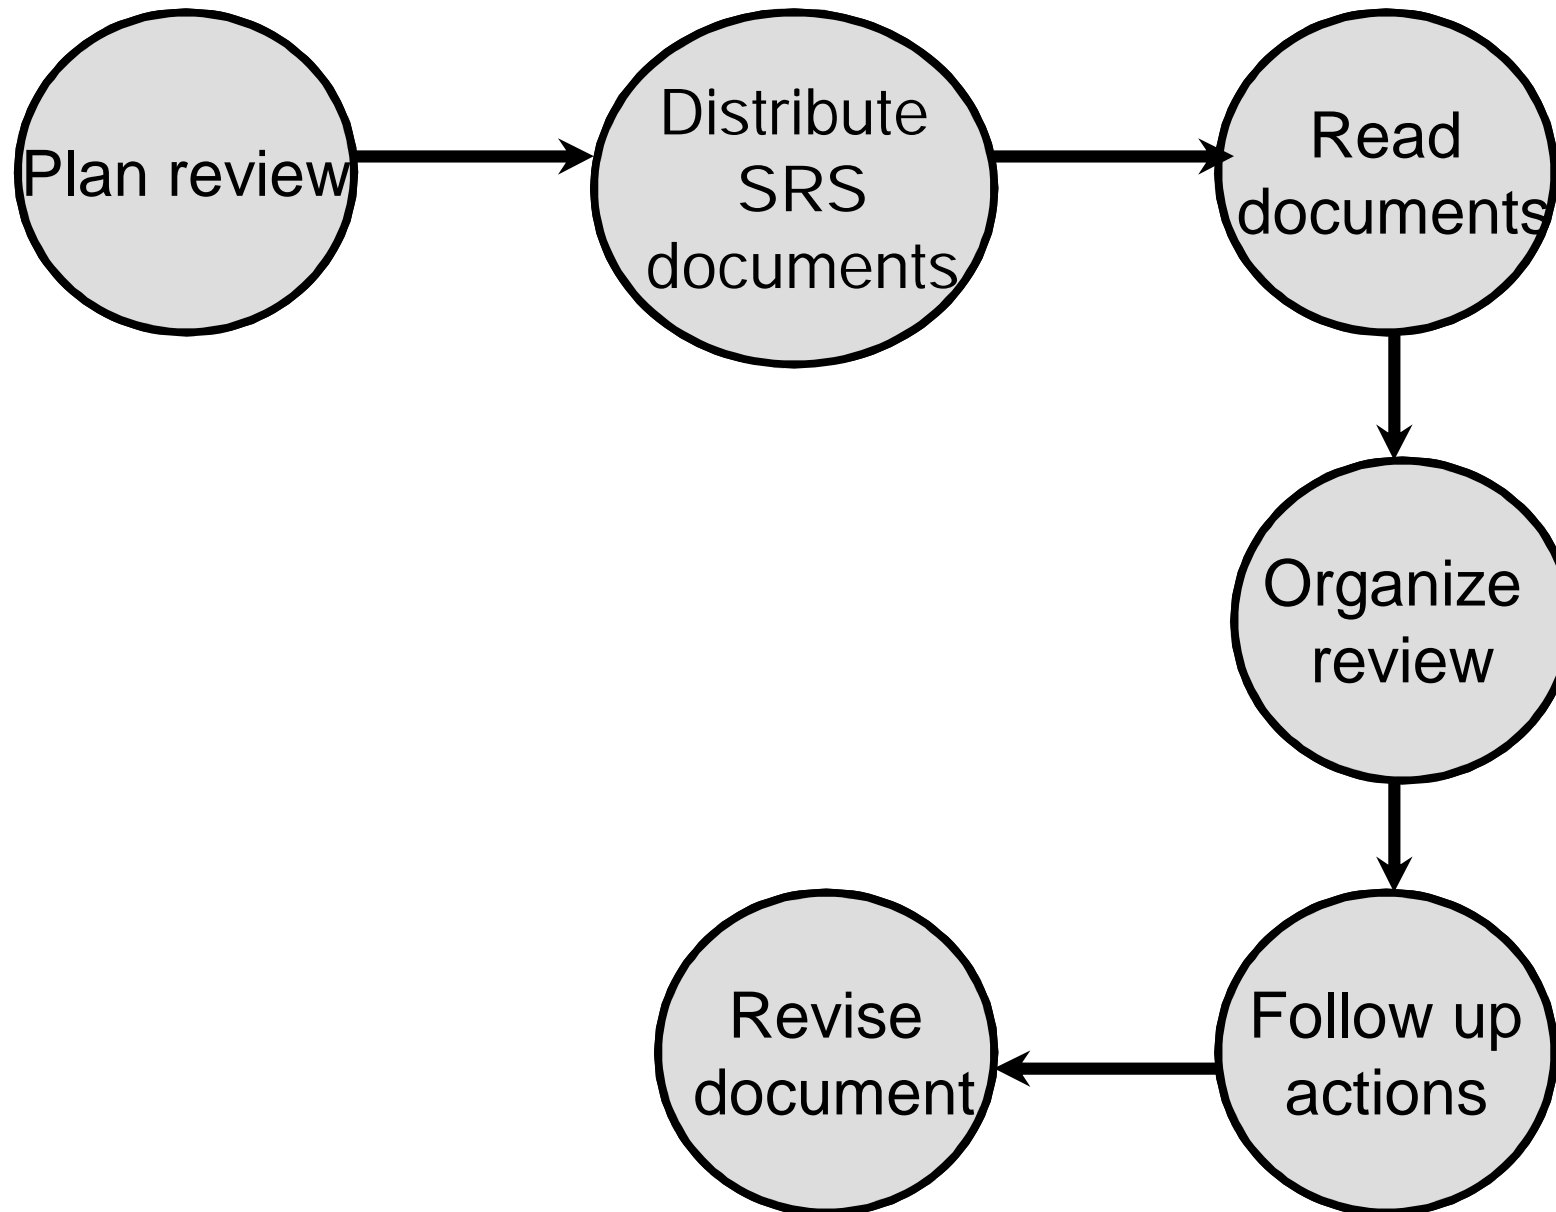 Plan review
Distribute
SRS
documents
Read
documents
Organize
review
Follow up
actions
Revise
document